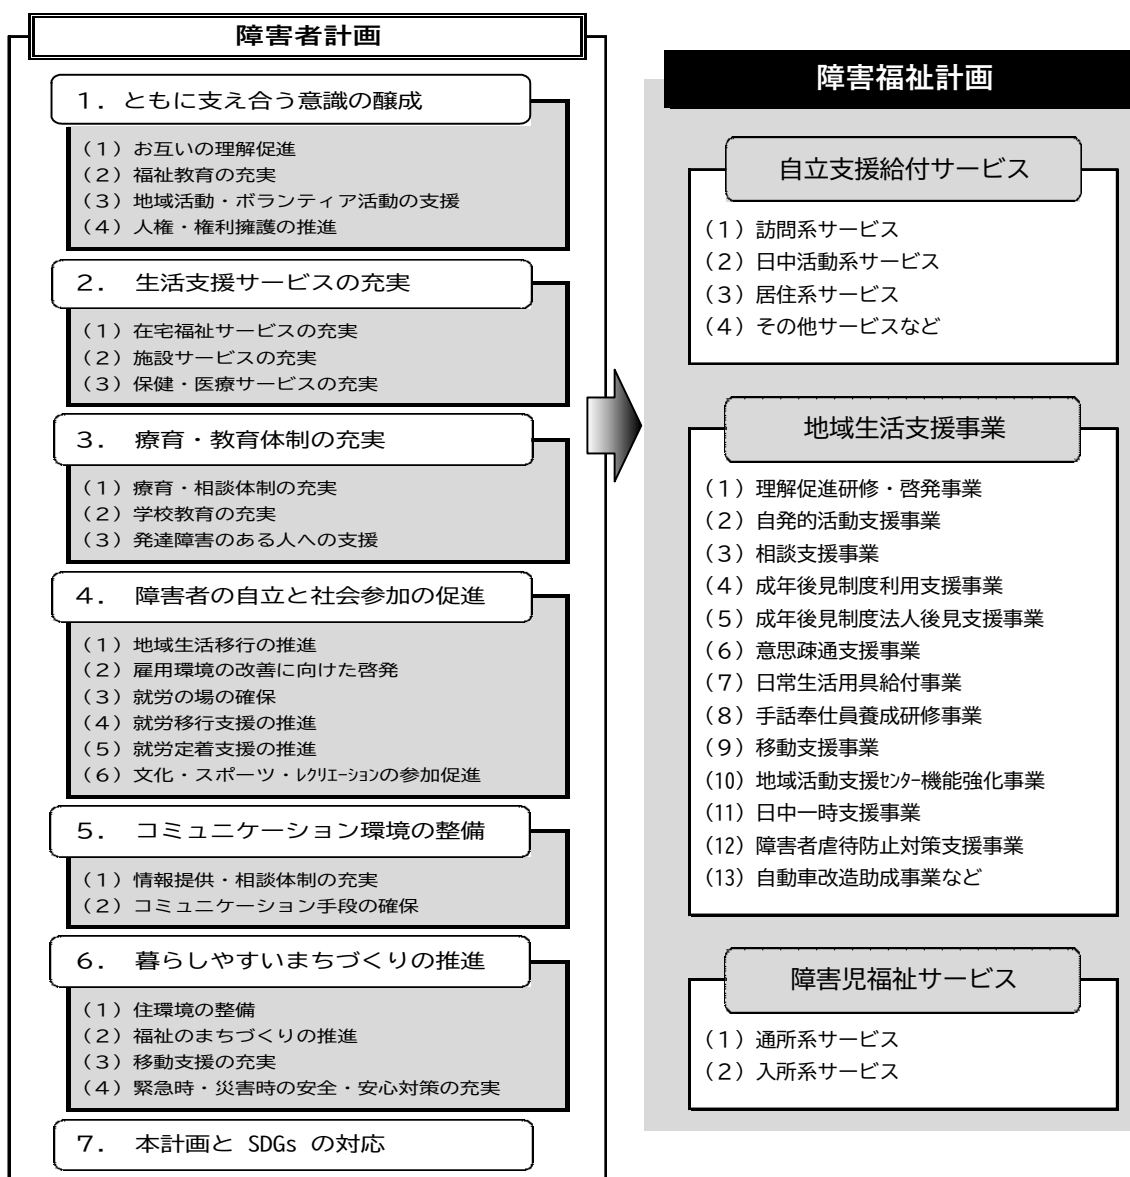 障害者計画
1. ともに支え合う意識の醸成
(1) お互いの理解促進
(2) 福祉教育の充実
(3) 地域活動・ボランティア活動の支援
(4) 人権・権利擁護の推進
2. 生活支援サービスの充実
(1) 在宅福祉サービスの充実
(2) 施設サービスの充実
(3) 保健・医療サービスの充実
3. 療育・教育体制の充実
(1) 療育・相談体制の充実
(2) 学校教育の充実
(3) 発達障害のある人への支援
4. 障害者の自立と社会参加の促進
(1) 地域生活移行の推進
(2) 雇用環境の改善に向けた啓発
(3) 就労の場の確保
(4) 就労移行支援の推進
(5) 就労定着支援の推進
(6) 文化・スポーツ・ﾚｸﾘｴｰｼｮﾝの参加促進
5. コミュニケーション環境の整備
(1) 情報提供・相談体制の充実
(2) コミュニケーション手段の確保
6. 暮らしやすいまちづくりの推進
(1) 住環境の整備
(2) 福祉のまちづくりの推進
(3) 移動支援の充実
(4) 緊急時・災害時の安全・安心対策の充実
7. 本計画と SDGs の対応
障害福祉計画
自立支援給付サービス
(1) 訪問系サービス
(2) 日中活動系サービス
(3) 居住系サービス
(4) その他サービスなど
地域生活支援事業
(1) 理解促進研修・啓発事業
(2) 自発的活動支援事業
(3) 相談支援事業
(4) 成年後見制度利用支援事業
(5) 成年後見制度法人後見支援事業
(6) 意思疎通支援事業
(7) 日常生活用具給付事業
(8) 手話奉仕員養成研修事業
(9) 移動支援事業
(10) 地域活動支援ｾﾝﾀｰ機能強化事業
(11) 日中一時支援事業
(12) 障害者虐待防止対策支援事業
(13) 自動車改造助成事業など
障害児福祉サービス
(1) 通所系サービス
(2) 入所系サービス